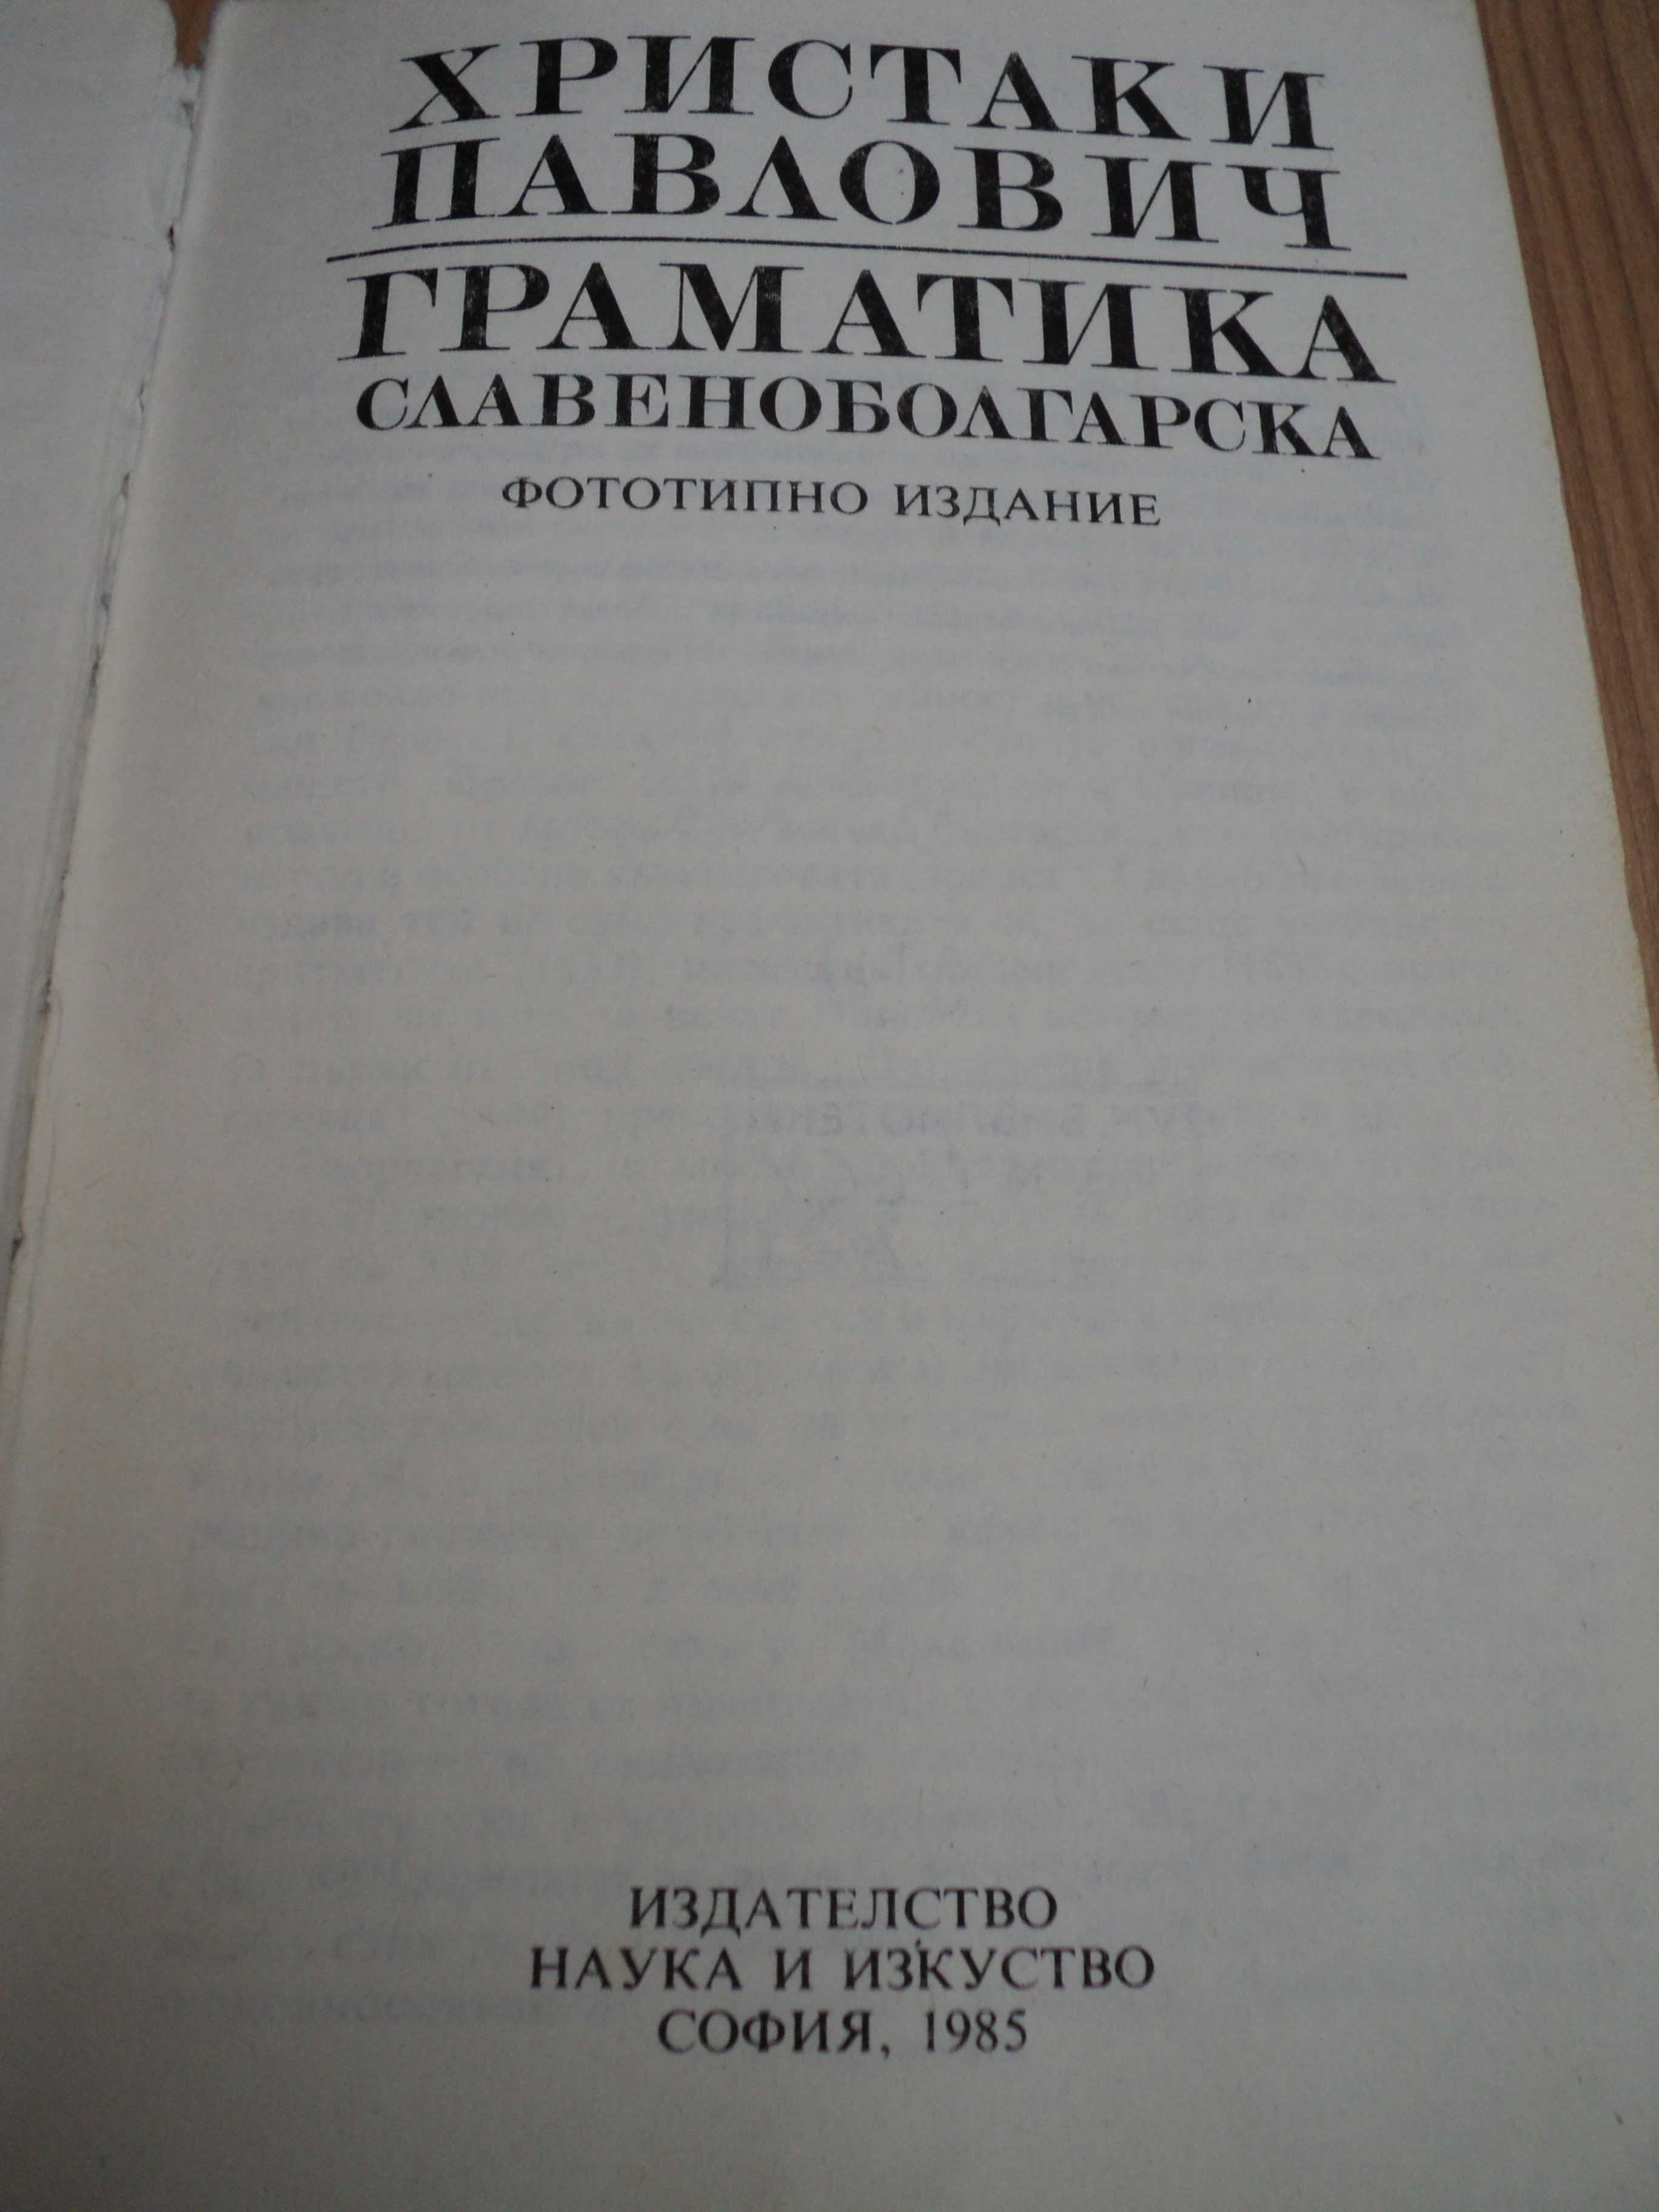 ХРИСТАКИ
ПАВЛОВИЧ
ГРАМАТИКА
СЛАВЕНОБОЛГАРСКА
ФОТОТИПНО ИЗДАНИЕ
ИЗДАТЕЛСТВО
НАУКА И ИЗКУСТВО
СОФИЯ, 1985